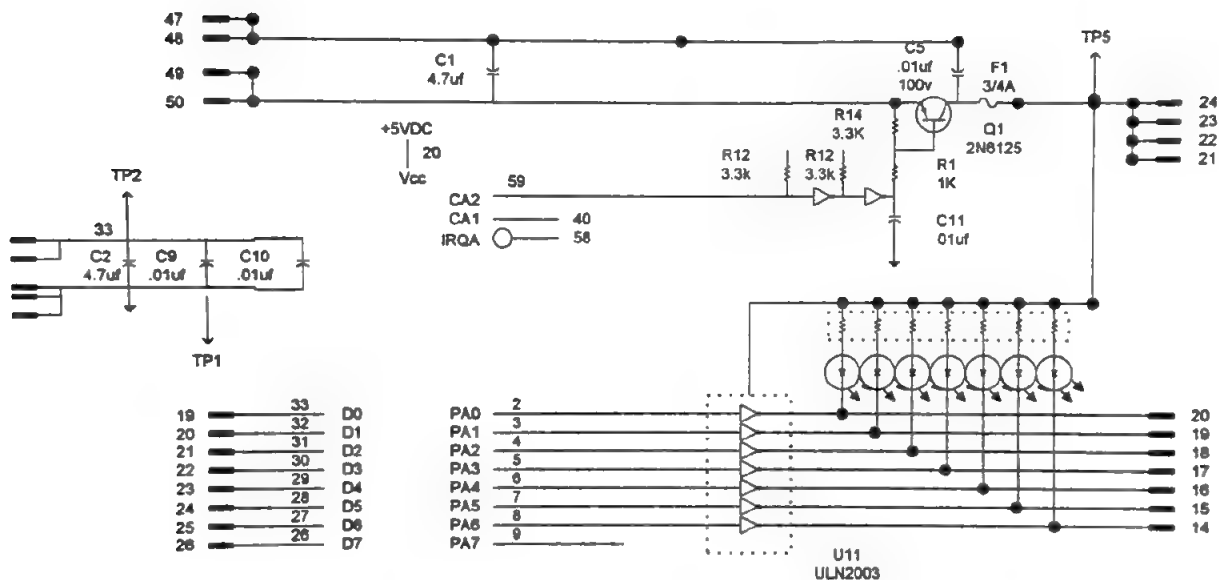 47
48
49
50
C1
4.7uf
C5
.01uf
100v
F1
3/4A
TP5
24
23
22
21
+5VDC
20
Vcc
R14
3.3K
Q1
2N6125
R12
3.3k
R12
3.3k
R1
1K
C11
01uf
CA2 59
CA1 40
IRQA 58
TP2
33
C2
4.7uf
C9
.01uf
C10
.01uf
TP1
19 33 D0
20 32 D1
21 31 D2
22 30 D3
23 29 D4
24 28 D5
25 27 D6
26 26 D7
PA0 2 20
PA1 3 19
PA2 4 18
PA3 5 17
PA4 6 16
PA5 7 15
PA6 8 14
PA7 9
U11
ULN2003